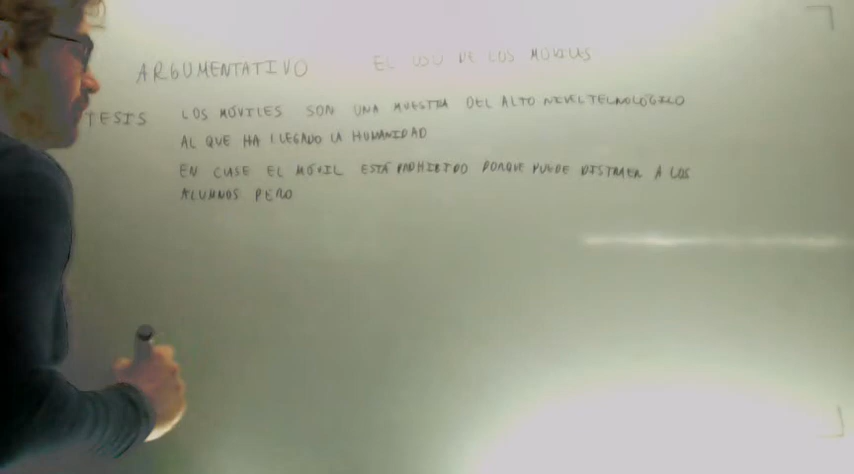 ARGUMENTATIVO EL USO DE LOS MÓVILES
TESIS LOS MÓVILES SON UNA MUESTRA DEL ALTO NIVEL TECNOLÓGICO
AL QUE HA LLEGADO LA HUMANIDAD
EN CLASE EL MÓVIL ESTÁ PROHIBIDO PORQUE PUEDE DISTRAER A LOS
ALUMNOS PERO